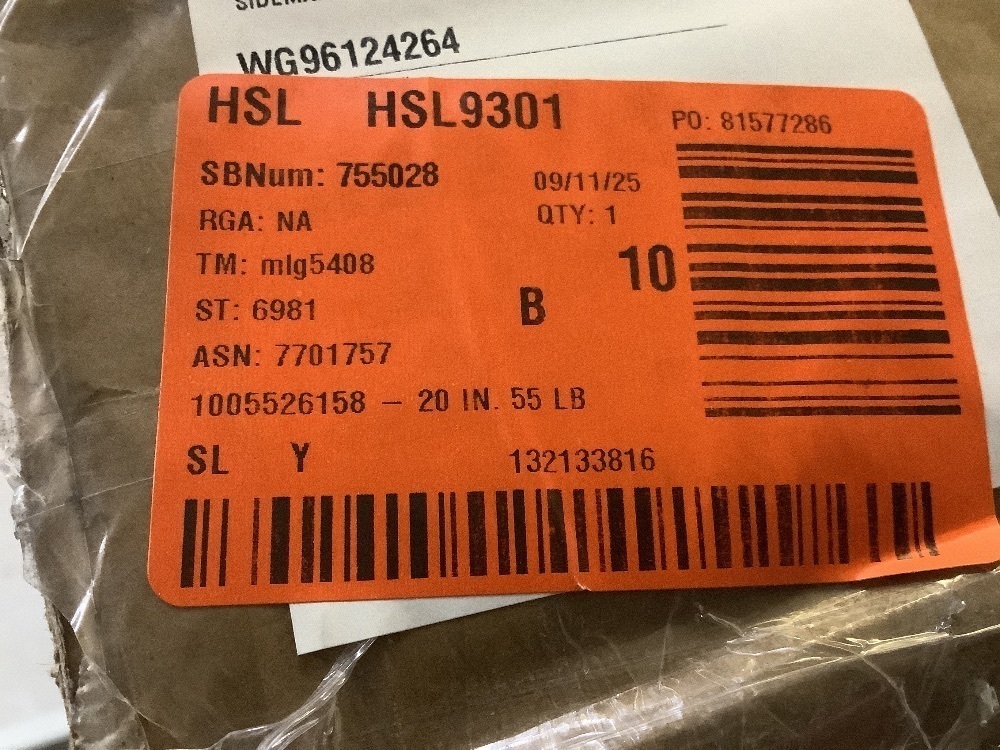 WG96124264
HSL HSL9301 PO: 81577286
SBNum: 755028 09/11/25
RGA: NA QTY: 1
TM: mlg5408 10
ST: 6981 B
ASN: 7701757
1005526158 – 20 IN. 55 LB
SL Y 132133816